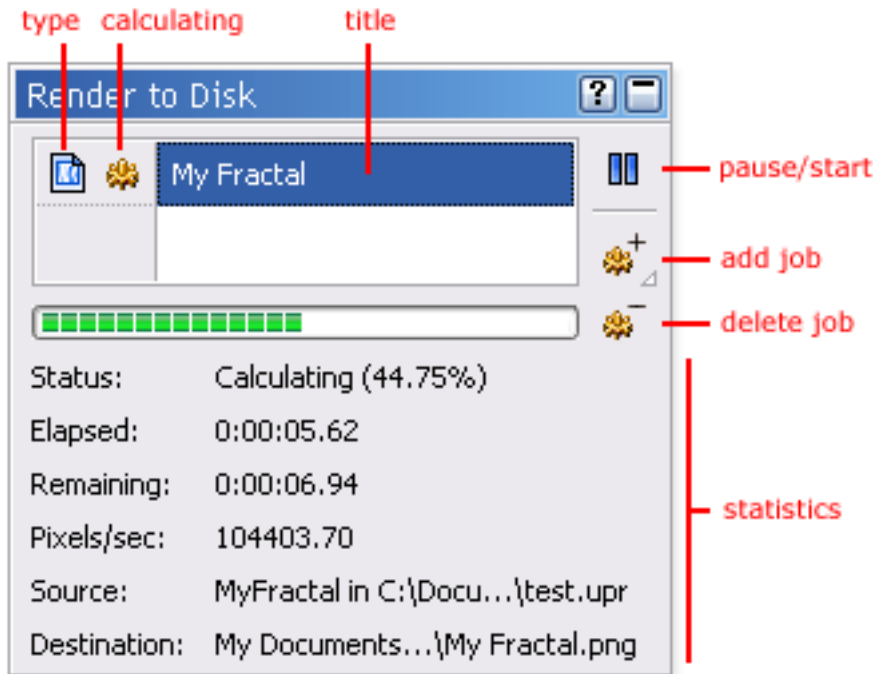 type calculating title
Render to Disk
My Fractal
pause/start
add job
delete job
Status: Calculating (44.75%)
Elapsed: 0:00:05.62
Remaining: 0:00:06.94
Pixels/sec: 104403.70
statistics
Source: MyFractal in C:\Docu...\test.upr
Destination: My Documents...\My Fractal.png